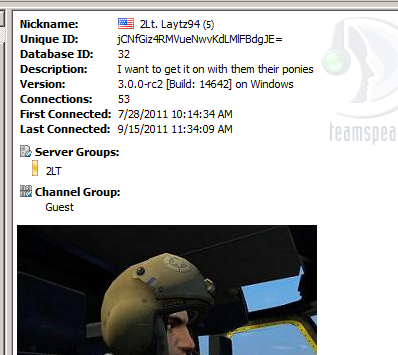 Nickname: 2Lt. Laytz94 (5)
Unique ID: jCNfGiz4RMVueNwvKdLMlFBdgJE=
Database ID: 32
Description: I want to get it on with them their ponies
Version: 3.0.0-rc2 [Build: 14642] on Windows
Connections: 53
First Connected: 7/28/2011 10:14:34 AM
Last Connected: 9/15/2011 11:34:09 AM
teamspea
Server Groups:
2LT
Channel Group:
Guest